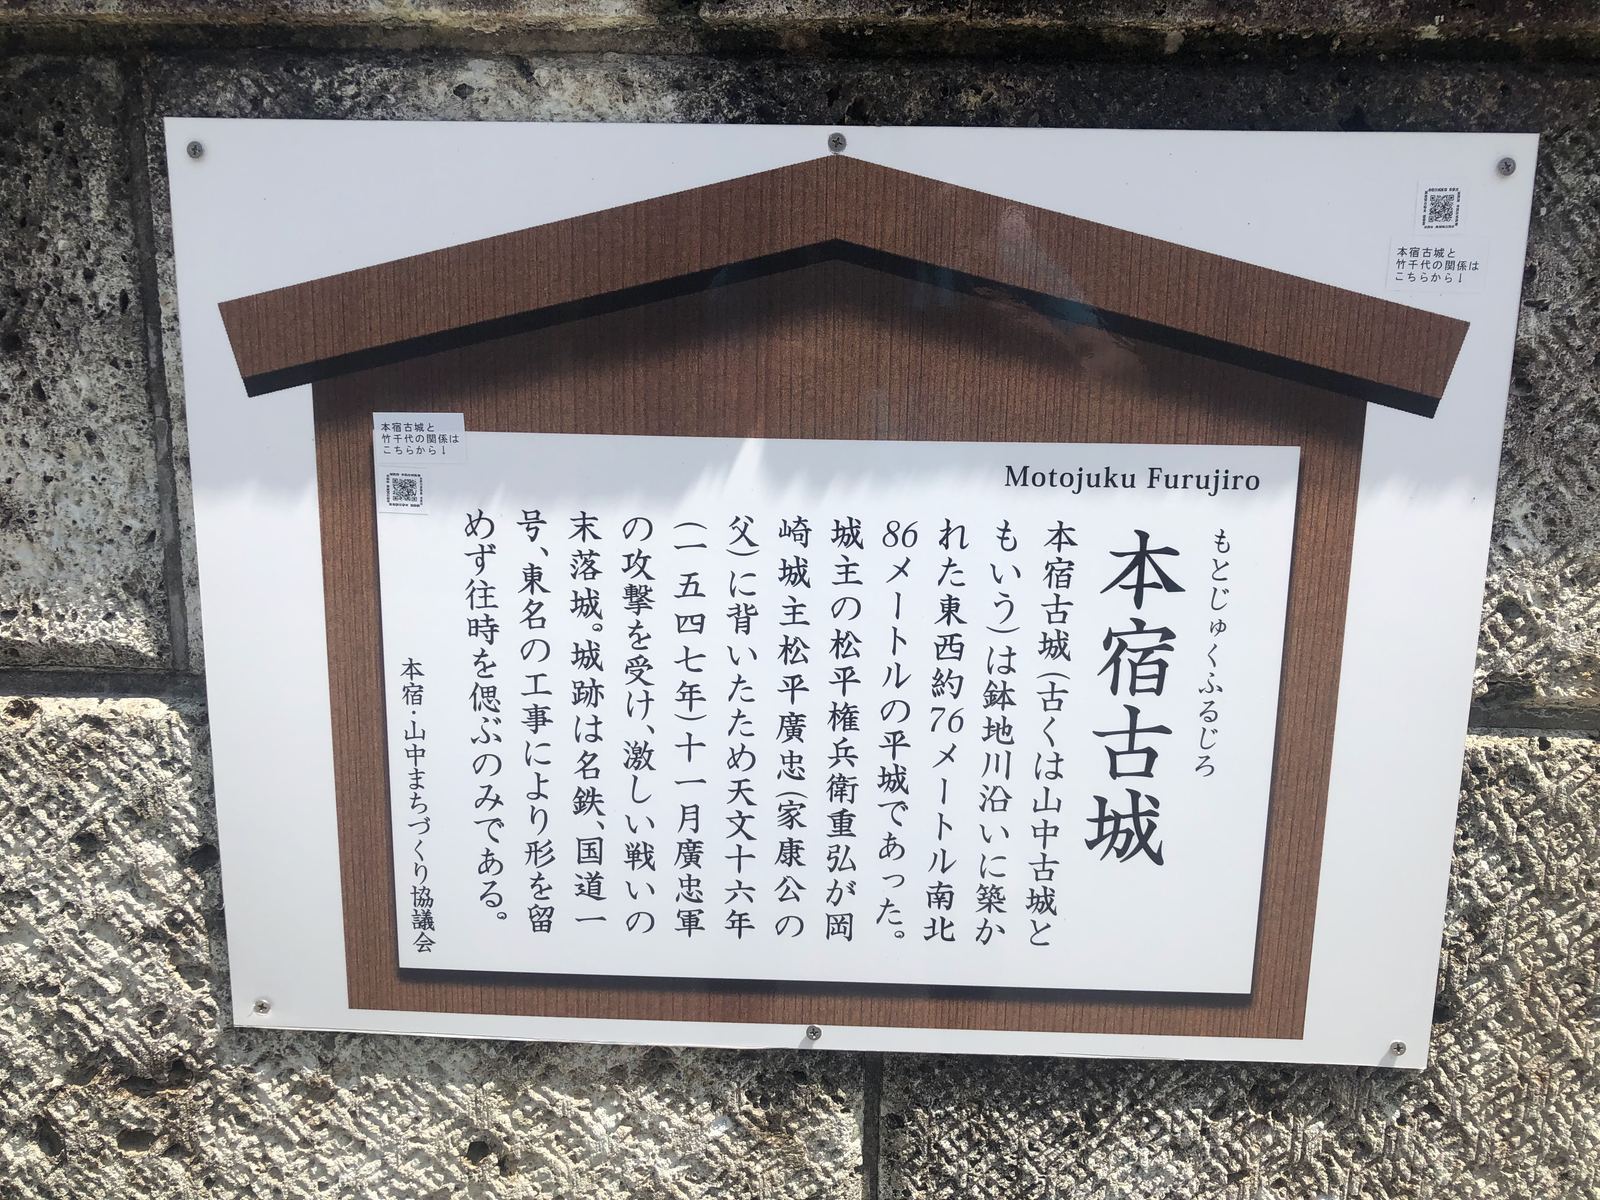 Motojuku Furujiro
もとじゅくふるじろ
本宿古城
本宿古城(古くは山中古城と
もいう)は鉢地川沿いに築か
れた東西約76メートル南北
86メートルの平城であった。
城主の松平権兵衛重弘が岡
崎城主松平廣忠(家康公の
父)に背いたため天文十六年
(一五四七年)十一月廣忠軍
の攻撃を受け、激しい戦いの
末落城。城跡は名鉄、国道一
号、東名の工事により形を留
めず往時を偲ぶのみである。
本宿・山中まちづくり協議会
本宿古城と
竹千代の関係は
こちらから↓
本宿古城と
竹千代の関係は
こちらから↓